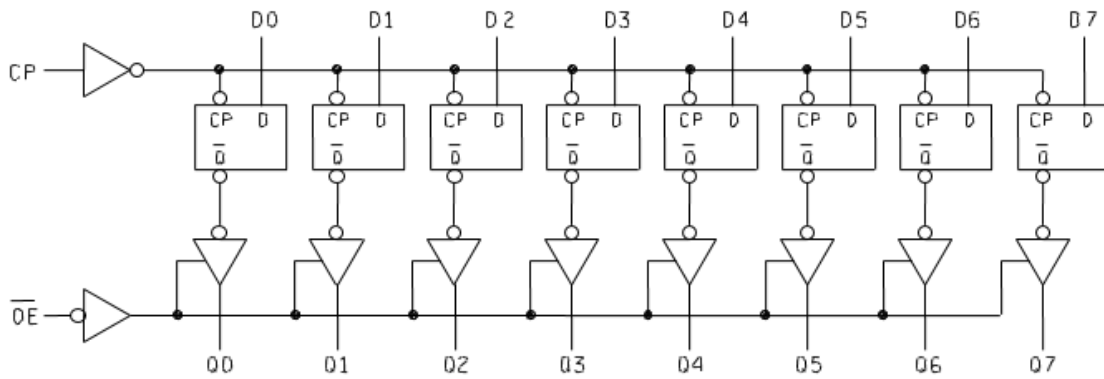 D0 D1 D2 D3 D4 D5 D6 D7
CP
CP D CP D CP D CP D CP D CP D CP D CP D
Q̅ Q̅ Q̅ Q̅ Q̅ Q̅ Q̅ Q̅
O̅E̅
Q0 Q1 Q2 Q3 Q4 Q5 Q6 Q7